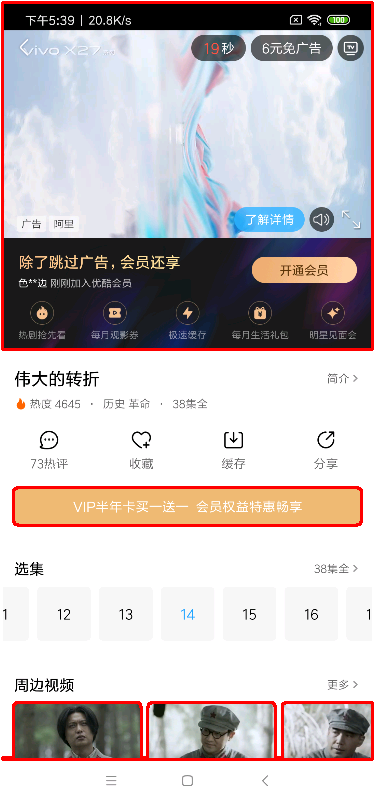 下午5:39 | 20.8K/s
100
vivo X27
19秒
6元免广告
TV
广告 阿里
了解详情
除了跳过广告，会员还享
色**边 刚刚加入优酷会员
开通会员
热剧抢先看
每月观影券
极速缓存
每月生活礼包
明星见面会
伟大的转折
简介 >
热度 4645 · 历史 革命 · 38集全
73热评
收藏
缓存
分享
VIP半年卡买一送一 会员权益特惠畅享
选集
38集全 >
1 12 13 14 15 16 1
周边视频
更多 >